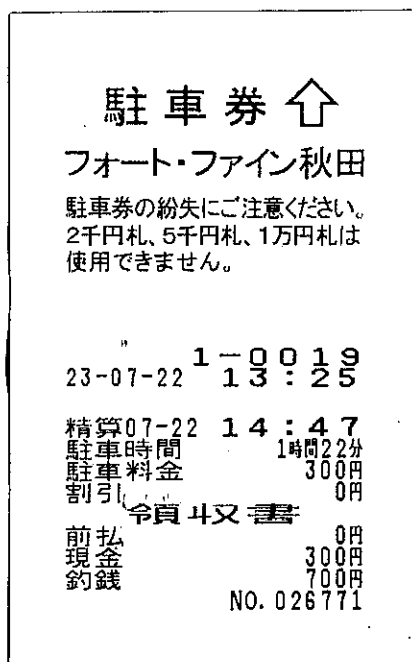 駐車券⇧
フォート・ファイン秋田
駐車券の紛失にご注意ください。
2千円札、5千円札、1万円札は
使用できません。
1-0019
23-07-22 13:25
精算07-22 14:47
駐車時間 1時間22分
駐車料金 300円
割引 0円
領収書
前払 0円
現金 300円
釣銭 700円
NO.026771